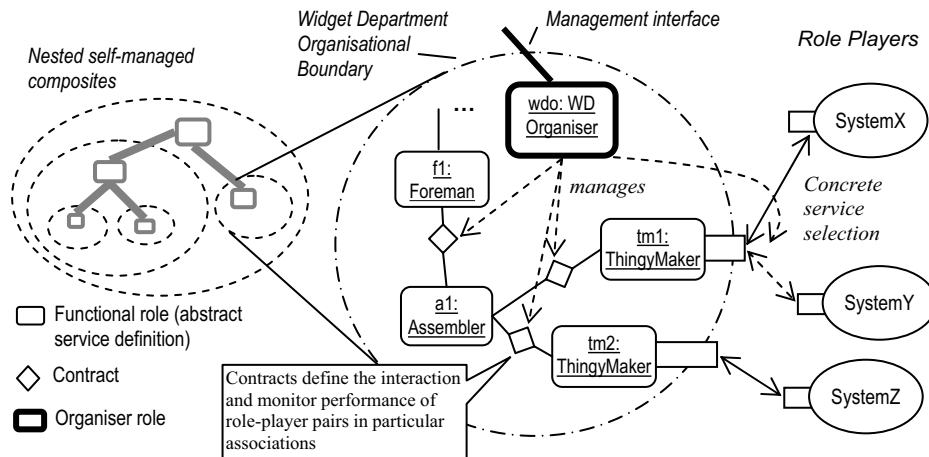 Widget Department
Organisational
Boundary
Management interface
Role Players
Nested self-managed
composites
...
wdo: WD
Organiser
SystemX
f1:
Foreman
manages
Concrete
service
selection
tm1:
ThingyMaker
a1:
Assembler
SystemY
tm2:
ThingyMaker
SystemZ
Functional role (abstract
service definition)
Contract
Organiser role
Contracts define the interaction
and monitor performance of
role-player pairs in particular
associations